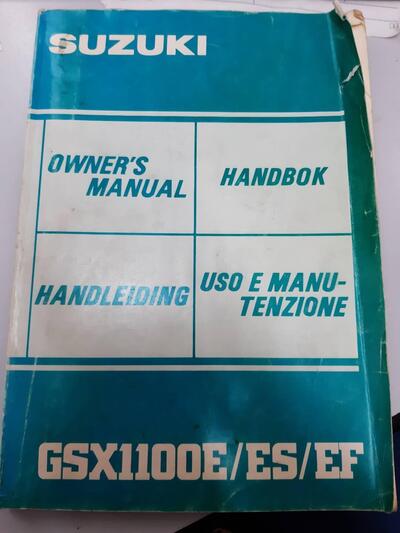 SUZUKI
OWNER'S
MANUAL
HANDBOK
HANDLEIDING
USO E MANU-
TENZIONE
GSX1100E/ES/EF